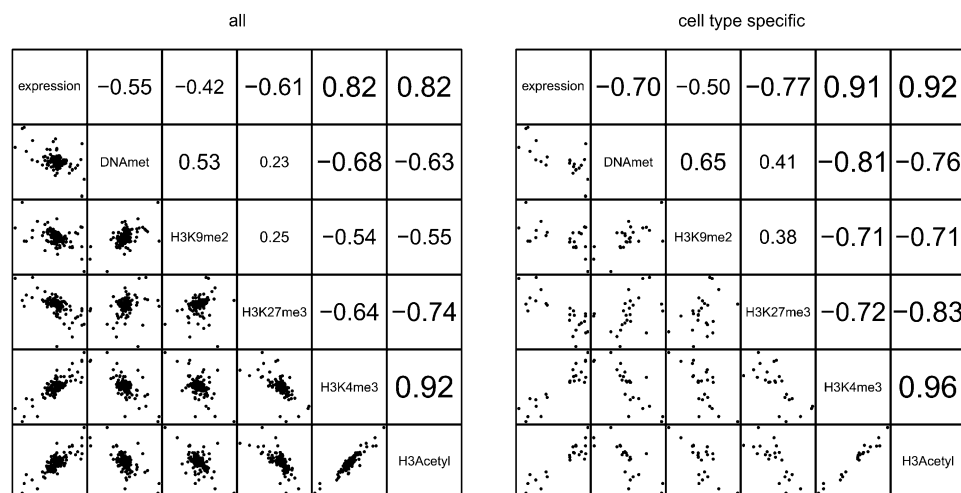 all
cell type specific
expression −0.55 −0.42 −0.61 0.82 0.82
DNAmet 0.53 0.23 −0.68 −0.63
H3K9me2 0.25 −0.54 −0.55
H3K27me3 −0.64 −0.74
H3K4me3 0.92
H3Acetyl
expression −0.70 −0.50 −0.77 0.91 0.92
DNAmet 0.65 0.41 −0.81 −0.76
H3K9me2 0.38 −0.71 −0.71
H3K27me3 −0.72 −0.83
H3K4me3 0.96
H3Acetyl